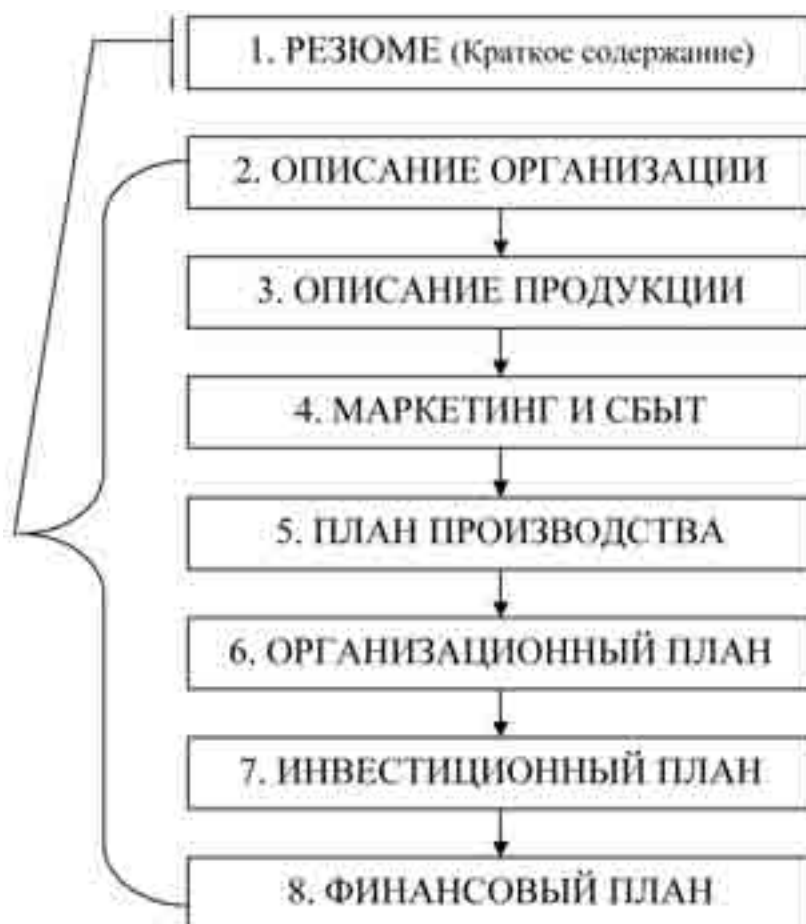 1. РЕЗЮМЕ (Краткое содержание)
2. ОПИСАНИЕ ОРГАНИЗАЦИИ
3. ОПИСАНИЕ ПРОДУКЦИИ
4. МАРКЕТИНГ И СБЫТ
5. ПЛАН ПРОИЗВОДСТВА
6. ОРГАНИЗАЦИОННЫЙ ПЛАН
7. ИНВЕСТИЦИОННЫЙ ПЛАН
8. ФИНАНСОВЫЙ ПЛАН